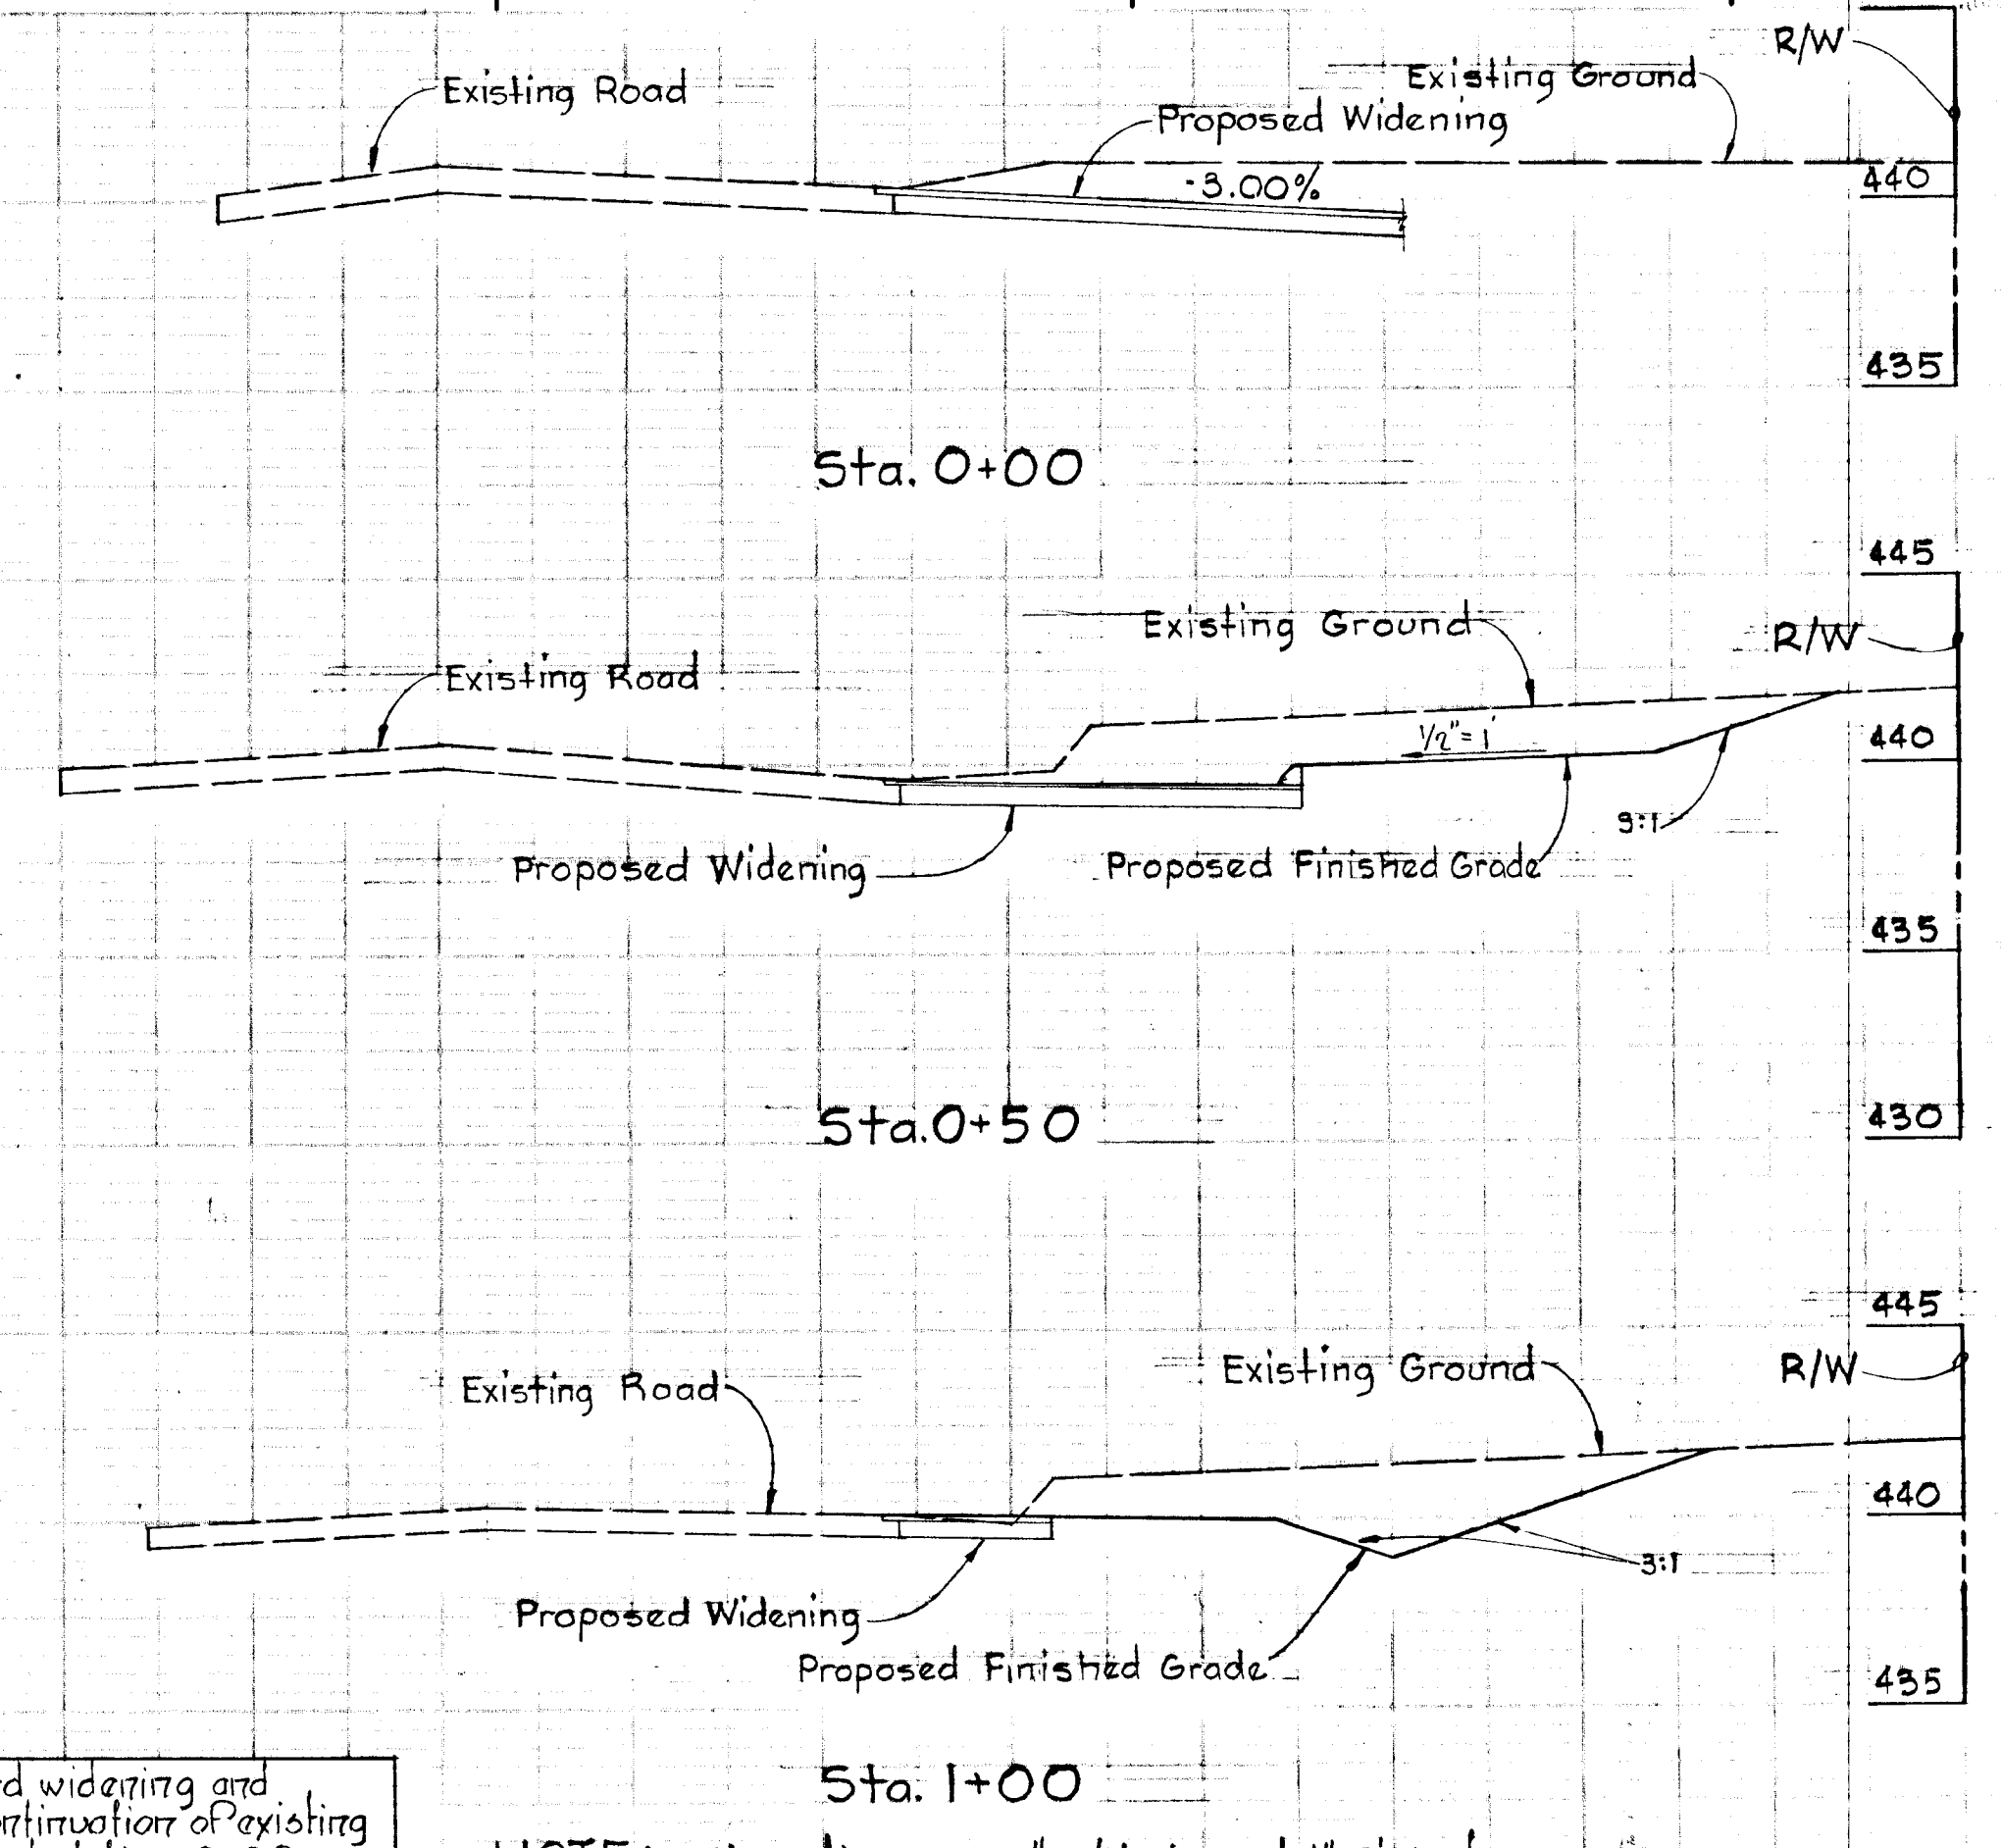 R/W
Existing Road
Existing Ground
Proposed Widening
-3.00%
440
435
Sta. 0+00
445
Existing Ground
R/W
Existing Road
1/2"=1'
440
3:1
Proposed Widening
Proposed Finished Grade
435
Sta. 0+50
430
445
Existing Ground
R/W
Existing Road
440
3:1
Proposed Widening
Proposed Finished Grade
435
Sta. 1+00
widening and
of existing